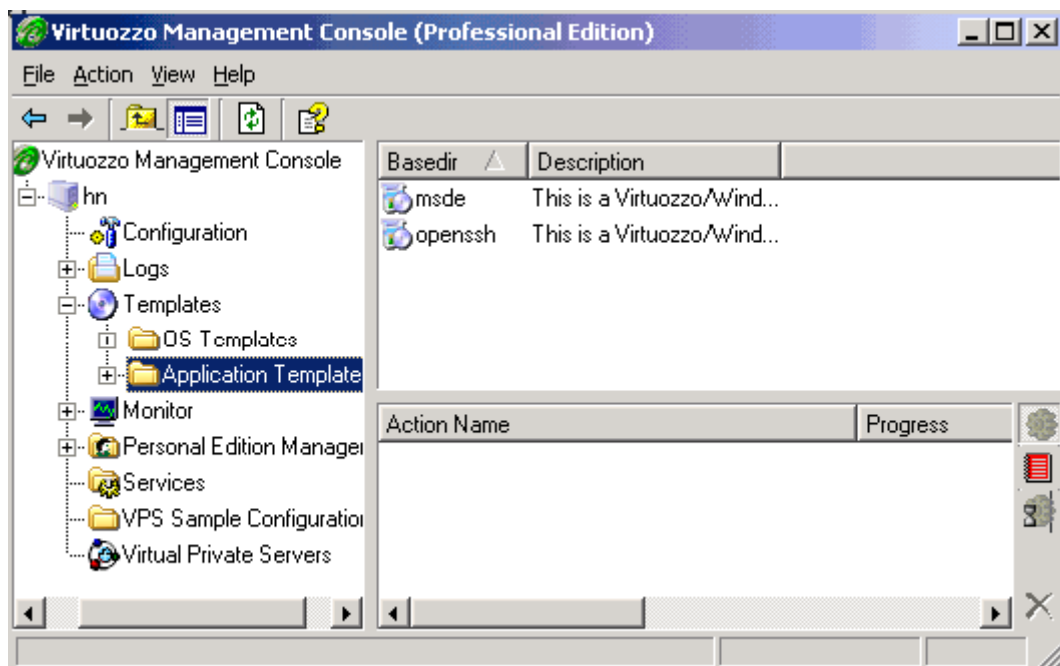 Virtuozzo Management Console (Professional Edition)
File Action View Help
Virtuozzo Management Console
hn
Configuration
Logs
Templates
OS Templates
Application Template
Monitor
Personal Edition Manager
Services
VPS Sample Configuration
Virtual Private Servers
Basedir Description
msde This is a Virtuozzo/Wind...
openssh This is a Virtuozzo/Wind...
Action Name Progress